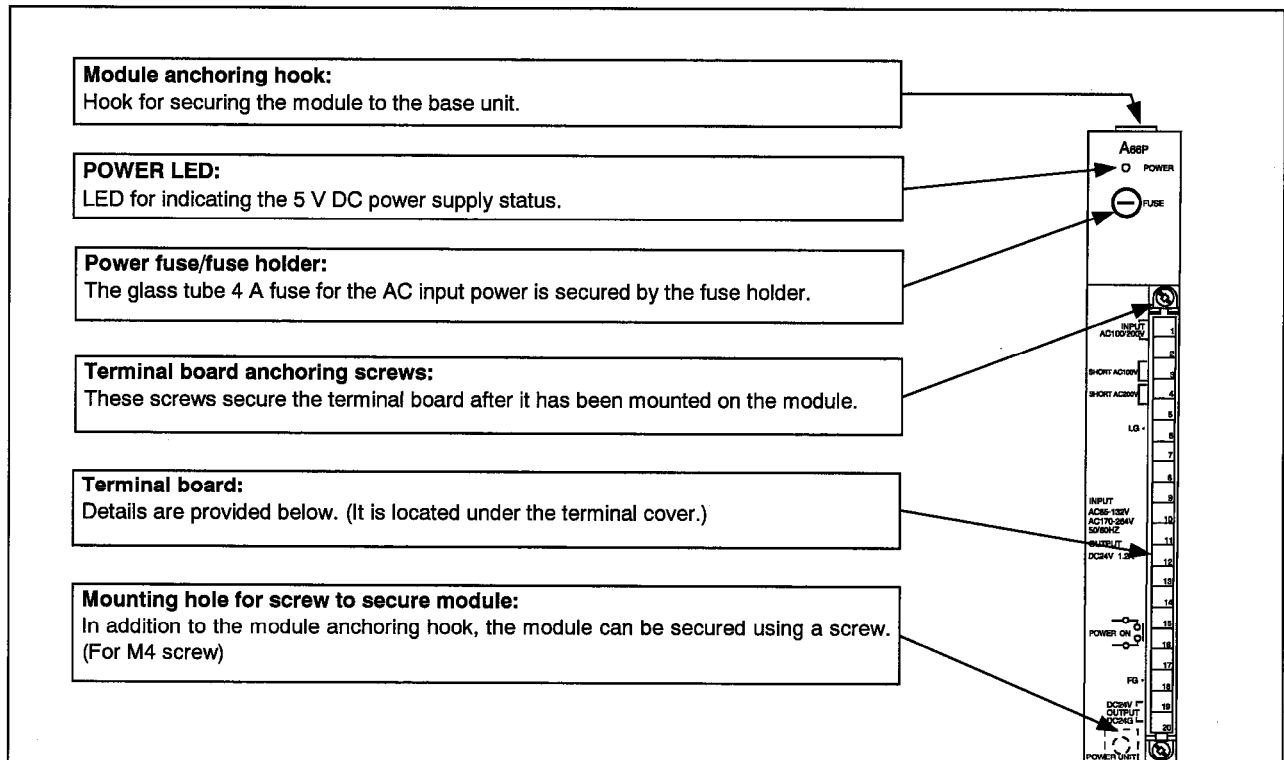 Module anchoring hook:
Hook for securing the module to the base unit.
POWER LED:
LED for indicating the 5 V DC power supply status.
Power fuse/fuse holder:
The glass tube 4 A fuse for the AC input power is secured by the fuse holder.
Terminal board anchoring screws:
These screws secure the terminal board after it has been mounted on the module.
Terminal board:
Details are provided below. (It is located under the terminal cover.)
Mounting hole for screw to secure module:
In addition to the module anchoring hook, the module can be secured using a screw.
(For M4 screw)
A66P
POWER
FUSE
INPUT
AC100/200V
SHORT AC100V
SHORT AC200V
LG
INPUT
AC85-132V
AC170-264V
50/60HZ
OUTPUT
DC24V 1.2A
POWER ON
FG
DC24V
OUTPUT
DC24G
POWER UNIT
1
2
3
4
5
6
7
8
9
10
11
12
13
14
15
16
17
18
19
20